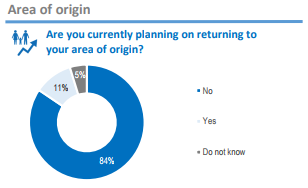 Area of origin
Are you currently planning on returning to
your area of origin?
5%
11%
84%
No
Yes
Do not know